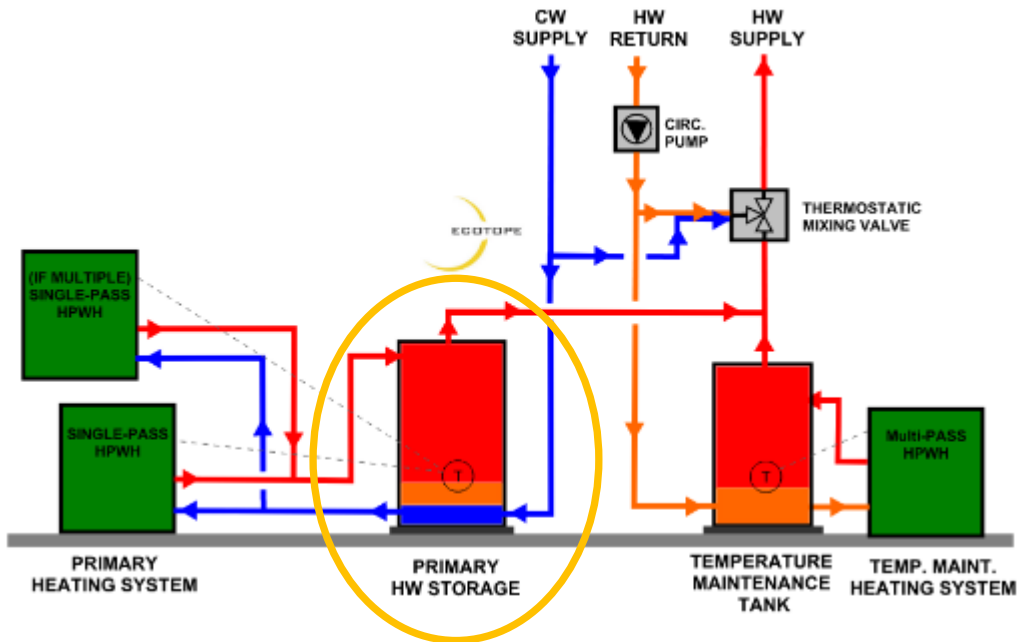 CW
SUPPLY
HW
RETURN
HW
SUPPLY
CIRC.
PUMP
THERMOSTATIC
MIXING VALVE
ECOTOPE
(IF MULTIPLE)
SINGLE-PASS
HPWH
SINGLE-PASS
HPWH
T
T
Multi-PASS
HPWH
PRIMARY
HEATING SYSTEM
PRIMARY
HW STORAGE
TEMPERATURE
MAINTENANCE
TANK
TEMP. MAINT.
HEATING SYSTEM